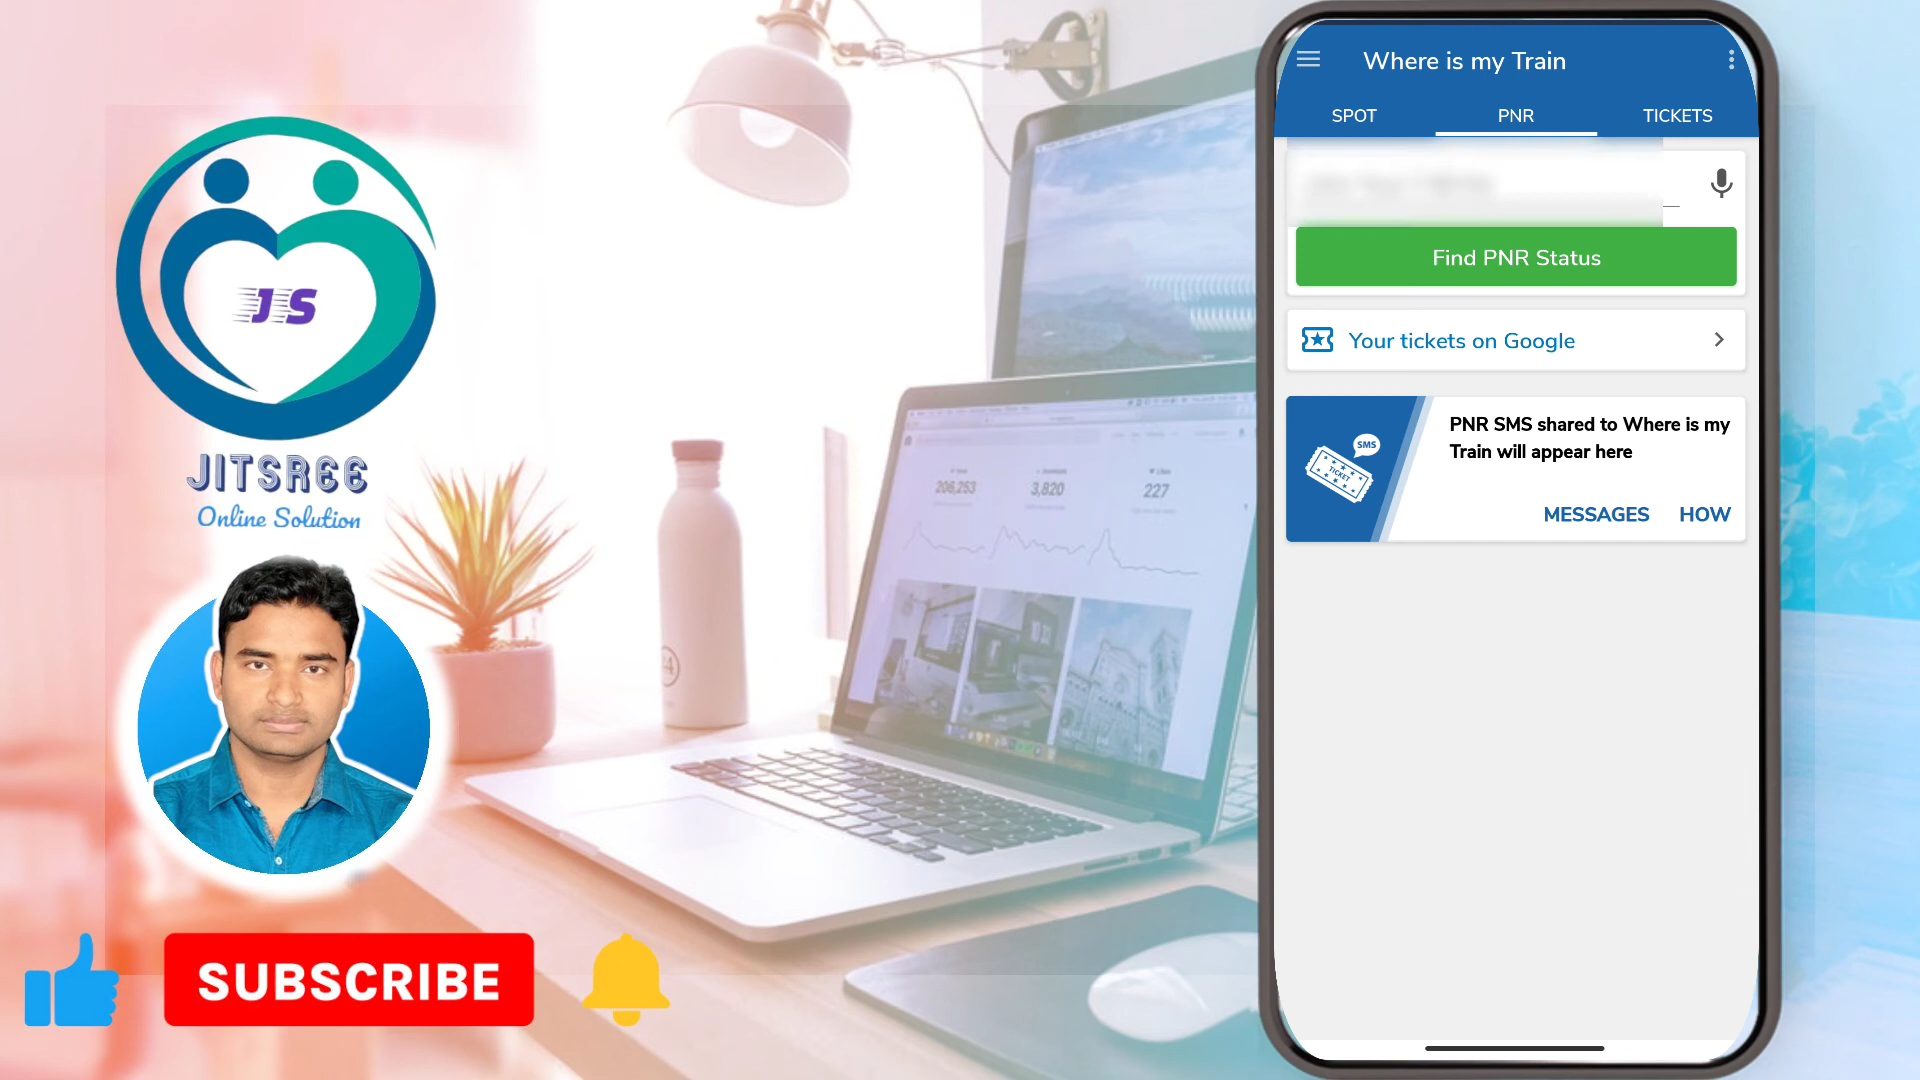 JS
JITSREE
Online Solution
SUBSCRIBE
206,253
3,820
227
Where is my Train
SPOT
PNR
TICKETS
Find PNR Status
Your tickets on Google
SMS
TICKET
PNR SMS shared to Where is my
Train will appear here
MESSAGES
HOW